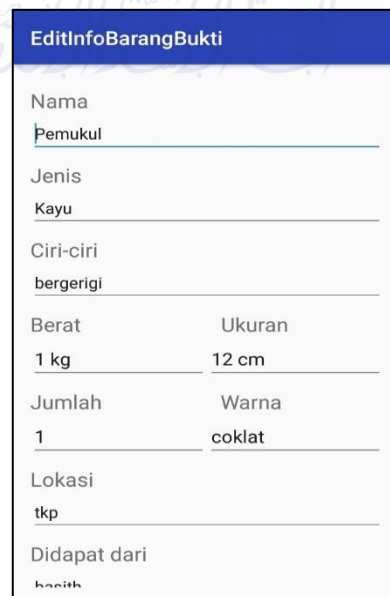 EditInfoBarangBukti
Nama
Pemukul
Jenis
Kayu
Ciri-ciri
bergerigi
Berat Ukuran
1 kg 12 cm
Jumlah Warna
1 coklat
Lokasi
tkp
Didapat dari
basith